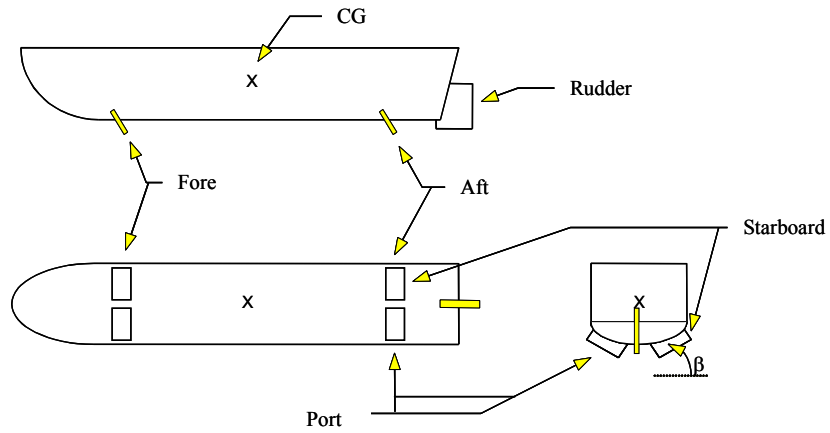 CG
x
Rudder
Fore
Aft
Starboard
x
x
β
Port